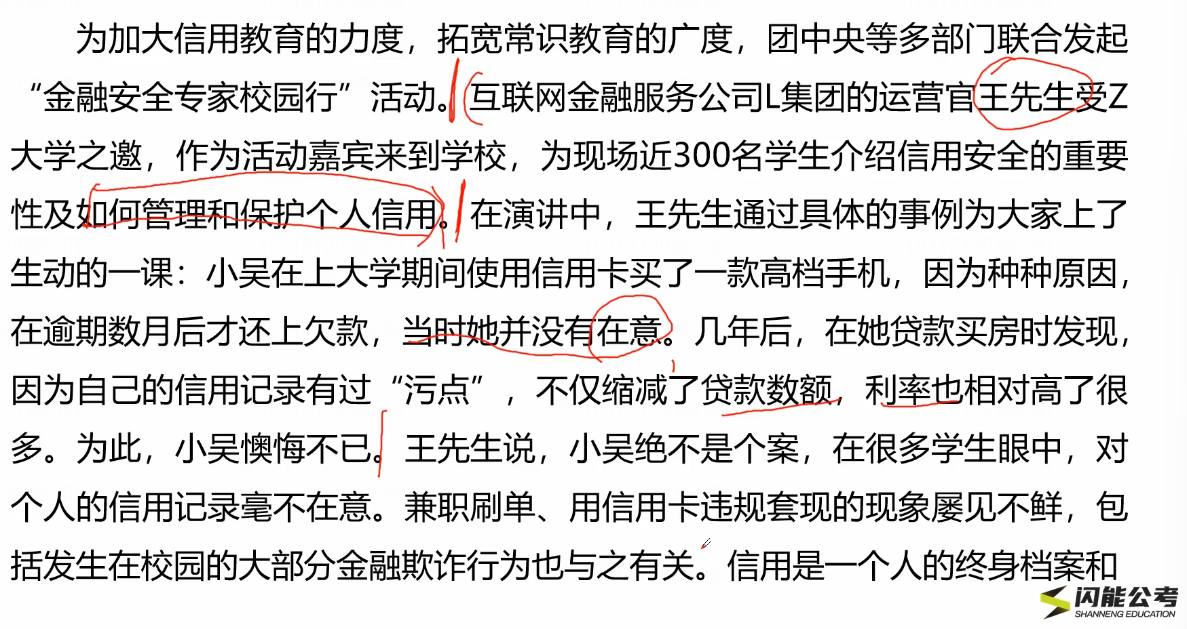 为加大信用教育的力度，拓宽常识教育的广度，团中央等多部门联合发起
“金融安全专家校园行”活动。互联网金融服务公司L集团的运营官王先生受Z
大学之邀，作为活动嘉宾来到学校，为现场近300名学生介绍信用安全的重要
性及如何管理和保护个人信用。在演讲中，王先生通过具体的事例为大家上了
生动的一课：小吴在上大学期间使用信用卡买了一款高档手机，因为种种原因，
在逾期数月后才还上欠款，当时她并没有在意。几年后，在她贷款买房时发现，
因为自己的信用记录有过“污点”，不仅缩减了贷款数额，利率也相对高了很
多。为此，小吴懊悔不已。王先生说，小吴绝不是个案，在很多学生眼中，对
个人的信用记录毫不在意。兼职刷单、用信用卡违规套现的现象屡见不鲜，包
括发生在校园的大部分金融欺诈行为也与之有关。信用是一个人的终身档案和
闪能公考
SHANNENG EDUCATION